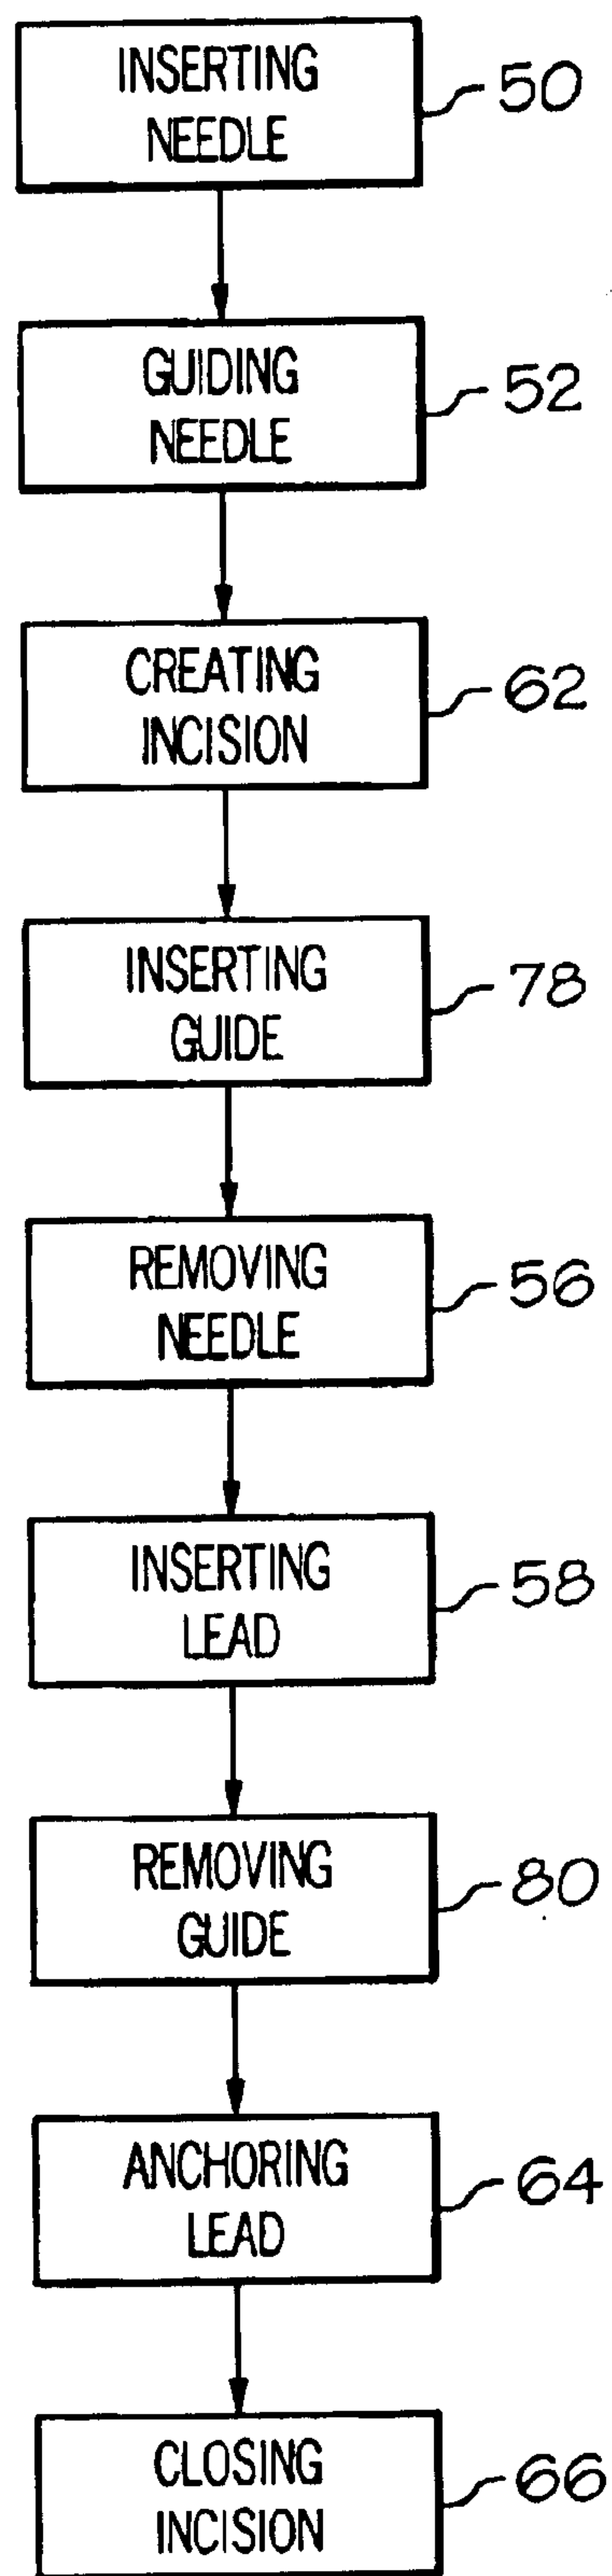 INSERTING
NEEDLE
50
GUIDING
NEEDLE
52
CREATING
INCISION
62
INSERTING
GUIDE
78
REMOVING
NEEDLE
56
INSERTING
LEAD
58
REMOVING
GUIDE
80
ANCHORING
LEAD
64
CLOSING
INCISION
66